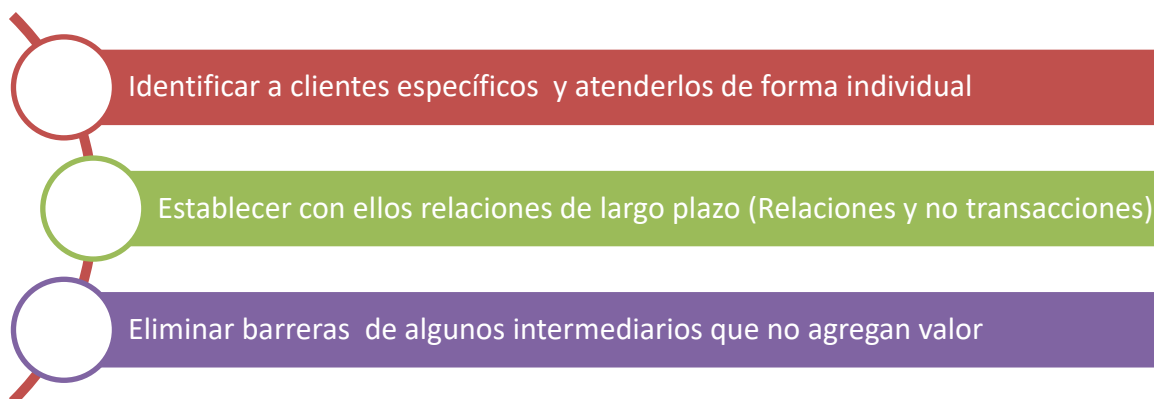 Identificar a clientes específicos  y atenderlos de forma individual
Establecer con ellos relaciones de largo plazo (Relaciones y no transacciones)
Eliminar barreras  de algunos intermediarios que no agregan valor